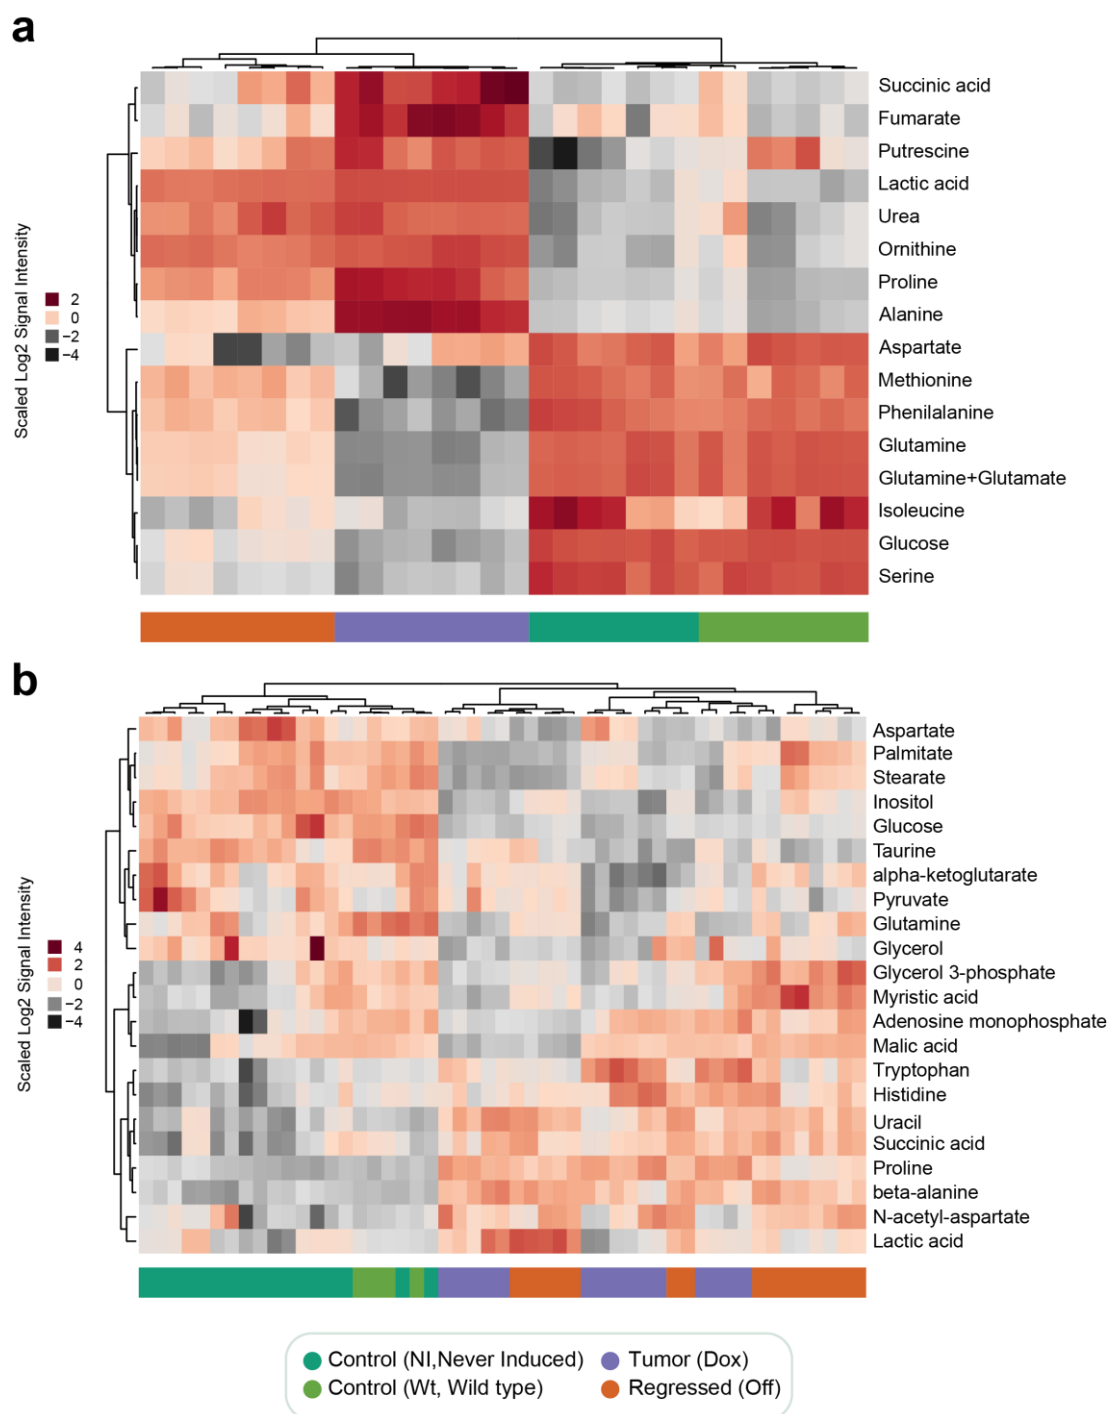 a
Succinic acid
Fumarate
Putrescine
Lactic acid
Urea
Ornithine
Proline
Alanine
Aspartate
Methionine
Phenilalanine
Glutamine
Glutamine+Glutamate
Isoleucine
Glucose
Serine
Scaled Log2 Signal Intensity
2
0
−2
−4
b
Aspartate
Palmitate
Stearate
Inositol
Glucose
Taurine
alpha-ketoglutarate
Pyruvate
Glutamine
Glycerol
Glycerol 3-phosphate
Myristic acid
Adenosine monophosphate
Malic acid
Tryptophan
Histidine
Uracil
Succinic acid
Proline
beta-alanine
N-acetyl-aspartate
Lactic acid
Scaled Log2 Signal Intensity
4
2
0
−2
−4
Control (NI,Never Induced)
Tumor (Dox)
Control (Wt, Wild type)
Regressed (Off)